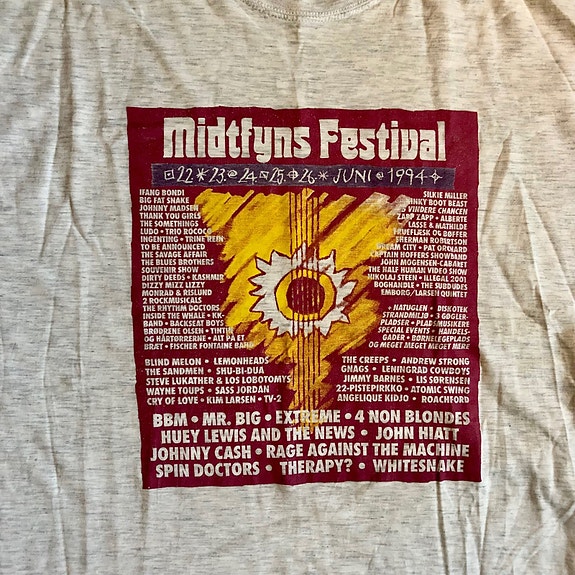 Midtfyns Festival
22 * 23 @ 24 25 26 * JUNI 1994
IFANG BONDI
BIG FAT SNAKE
JOHNNY MADSEN
THANK YOU GIRLS
THE SOMETHINGS
LUDO • TRIO ROCCO
INGENTING • TRINE REIN
TO BE ANNOUNCED
THE SAVAGE AFFAIR
THE BLUES BROTHERS
SOUVENIR SHOW
DIRTY DEEDS • KASHMIR
DIZZY MIZZ LIZZY
MONRAD & RISLUND
2 ROCKMUSICALS
THE RHYTHM DOCTORS
INSIDE THE WHALE • KK-
BAND • BACKSEAT BOYS
BRØDRENE OLSEN • TINTIN
OG HÅRTØRRERNE • ALT PÅ ET
BRÆT • FISCHER FONTAINE BAND
SILKIE MILLER
KINKY BOOT BEAST
VINDERE CHANCEN
ZAPP ZAPP • ALBERTE
LASSE & MATHILDE
TRUEFLÆSK OG BØFFER
SHERMAN ROBERTSON
DREAM CITY • PAT ORCHARD
CAPTAIN HOFFERS SHOWBAND
JOHN MOGENSEN-CABARET
THE HALF HUMAN VIDEO SHOW
NIKOLAJ STEEN • ILLEGAL 2001
BOGHANDLE • THE SUBDUDES
EMBORG/LARSEN QUINTET
+ NATUGLEN • DISKOTEK
STRANDMILJØ • 3 GØGLER-
PLADSER • PLADSMUSIKERE
SPECIAL EVENTS • HANDELS-
GADER • BØRNELEGEPLADS
OG MEGET MEGET MEGET MERE
BLIND MELON • LEMONHEADS
THE SANDMEN • SHU-BI-DUA
STEVE LUKATHER & LOS LOBOTOMYS
WAYNE TOUPS • SASS JORDAN
CRY OF LOVE • KIM LARSEN • TV-2
THE CREEPS • ANDREW STRONG
GNAGS • LENINGRAD COWBOYS
JIMMY BARNES • LIS SØRENSEN
22-PISTEPIRKKO • ATOMIC SWING
ANGELIQUE KIDJO • ROACHFORD
BBM • MR. BIG • EXTREME • 4 NON BLONDES
HUEY LEWIS AND THE NEWS • JOHN HIATT
JOHNNY CASH • RAGE AGAINST THE MACHINE
SPIN DOCTORS • THERAPY? • WHITESNAKE